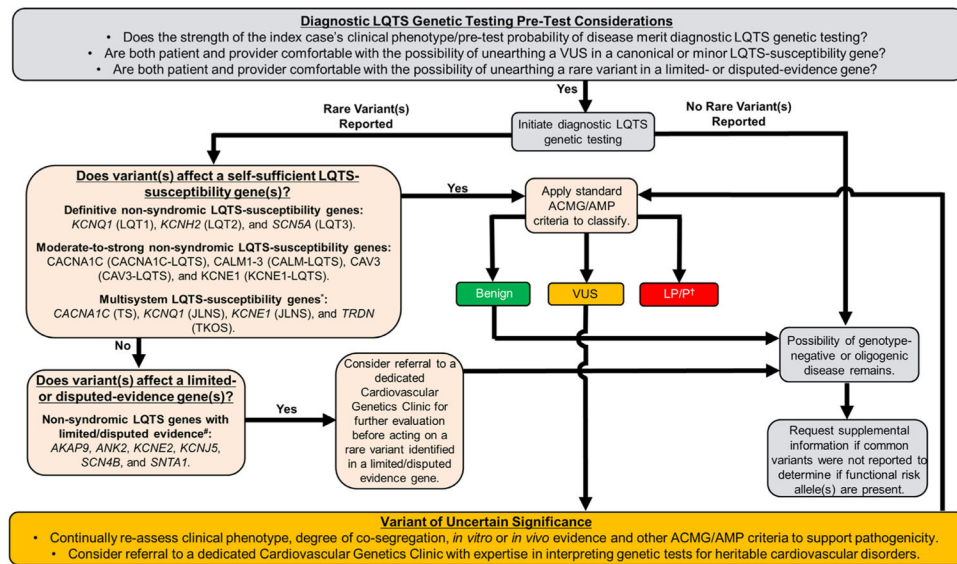 Diagnostic LQTS Genetic Testing Pre-Test Considerations
• Does the strength of the index case's clinical phenotype/pre-test probability of disease merit diagnostic LQTS genetic testing?
• Are both patient and provider comfortable with the possibility of unearthing a VUS in a canonical or minor LQTS-susceptibility gene?
• Are both patient and provider comfortable with the possibility of unearthing a rare variant in a limited- or disputed-evidence gene?
Yes
Rare Variant(s)
Reported
No Rare Variant(s)
Reported
Initiate diagnostic LQTS
genetic testing
Does variant(s) affect a self-sufficient LQTS-
susceptibility gene(s)?
Definitive non-syndromic LQTS-susceptibility genes:
KCNQ1 (LQT1), KCNH2 (LQT2), and SCN5A (LQT3).
Moderate-to-strong non-syndromic LQTS-susceptibility genes:
CACNA1C (CACNA1C-LQTS), CALM1-3 (CALM-LQTS), CAV3
(CAV3-LQTS), and KCNE1 (KCNE1-LQTS).
Multisystem LQTS-susceptibility genes*:
CACNA1C (TS), KCNQ1 (JLNS), KCNE1 (JLNS), and TRDN
(TKOS).
Yes
Apply standard
ACMG/AMP
criteria to classify.
Benign
VUS
LP/P†
No
Does variant(s) affect a limited-
or disputed-evidence gene(s)?
Non-syndromic LQTS genes with
limited/disputed evidence#:
AKAP9, ANK2, KCNE2, KCNJ5,
SCN4B, and SNTA1.
Yes
Consider referral to a
dedicated
Cardiovascular
Genetics Clinic for
further evaluation
before acting on a
rare variant identified
in a limited/disputed
evidence gene.
Possibility of genotype-
negative or oligogenic
disease remains.
Request supplemental
information if common
variants were not reported to
determine if functional risk
allele(s) are present.
Variant of Uncertain Significance
• Continually re-assess clinical phenotype, degree of co-segregation, in vitro or in vivo evidence and other ACMG/AMP criteria to support pathogenicity.
• Consider referral to a dedicated Cardiovascular Genetics Clinic with expertise in interpreting genetic tests for heritable cardiovascular disorders.